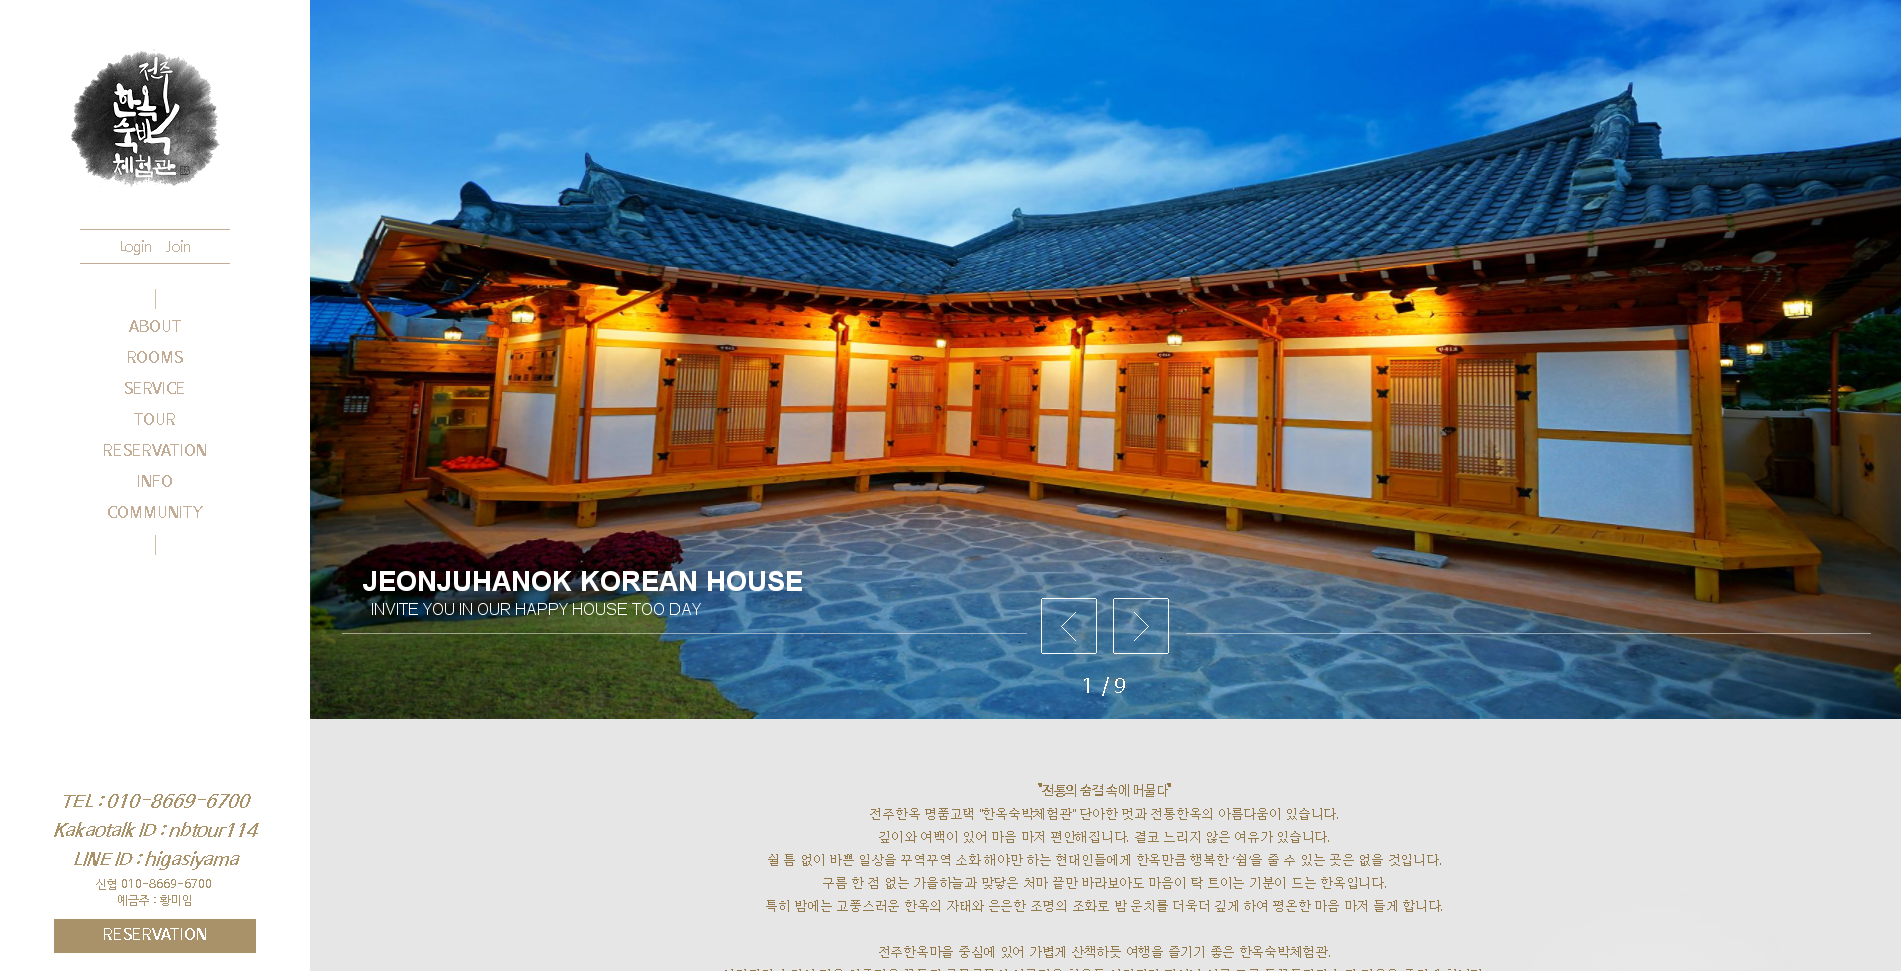 전주
한옥
숙박
체험관
Login Join
ABOUT
ROOMS
SERVICE
TOUR
RESERVATION
INFO
COMMUNITY
TEL : 010-8669-6700
Kakaotalk ID : nbtour114
LINE ID : higasiyama
신협 010-8669-6700
예금주 : 황미임
RESERVATION
JEONJUHANOK KOREAN HOUSE
INVITE YOU IN OUR HAPPY HOUSE TOO DAY
1 / 9
"전통의 숨결 속에 머물다"
전주한옥 명품고택 "한옥숙박체험관" 단아한 멋과 전통한옥의 아름다움이 있습니다.
깊이와 여백이 있어 마음 마저 편안해집니다. 결코 느리지 않은 여유가 있습니다.
쉴 틈 없이 바쁜 일상을 꾸역꾸역 소화 해야만 하는 현대인들에게 한옥만큼 행복한 '쉼'을 줄 수 있는 곳은 없을 것입니다.
구름 한 점 없는 가을하늘과 맞닿은 처마 끝만 바라보아도 마음이 탁 트이는 기분이 드는 한옥입니다.
특히 밤에는 고풍스러운 한옥의 자태와 은은한 조명의 조화로 밤 운치를 더욱더 깊게 하여 평온한 마음 마저 들게 합니다.
전주한옥마을 중심에 있어 가볍게 산책하듯 여행을 즐기기 좋은 한옥숙박체험관.